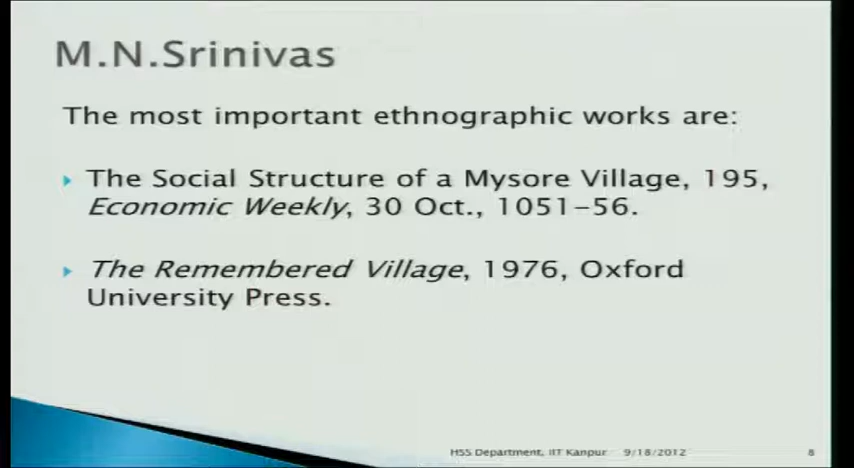 M.N.Srinivas
The most important ethnographic works are:
The Social Structure of a Mysore Village, 195,
Economic Weekly, 30 Oct., 1051-56.
The Remembered Village, 1976, Oxford
University Press.
HSS Department, IIT Kanpur 9/18/2012 8